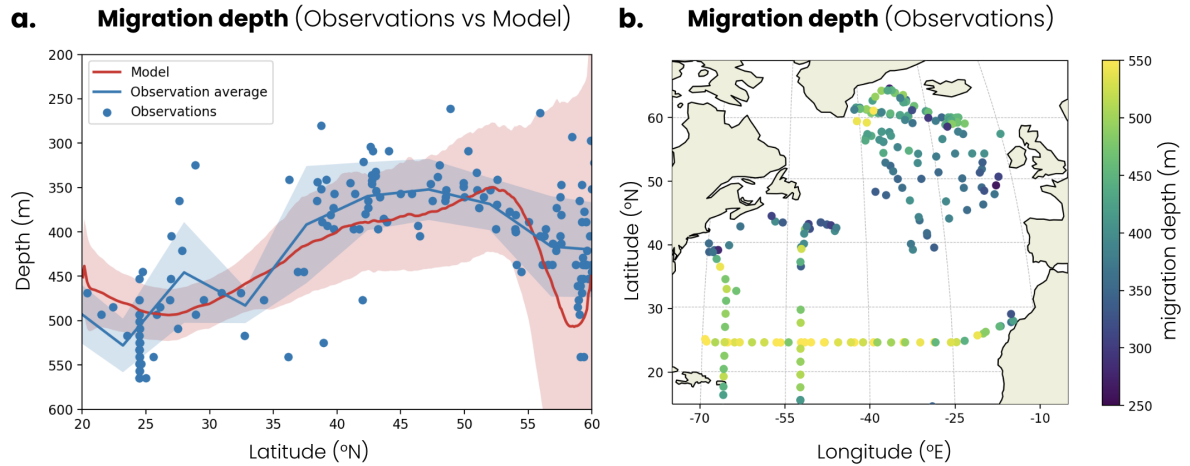 a.
Migration depth (Observations vs Model)
200
250
300
350
400
450
500
550
600
Depth (m)
Model
Observation average
Observations
20
25
30
35
40
45
50
55
60
Latitude (ºN)
b.
Migration depth (Observations)
60
50
40
30
20
Latitude (ºN)
-70
-55
-40
-25
-10
Longitude (ºE)
550
500
450
400
350
300
250
migration depth (m)